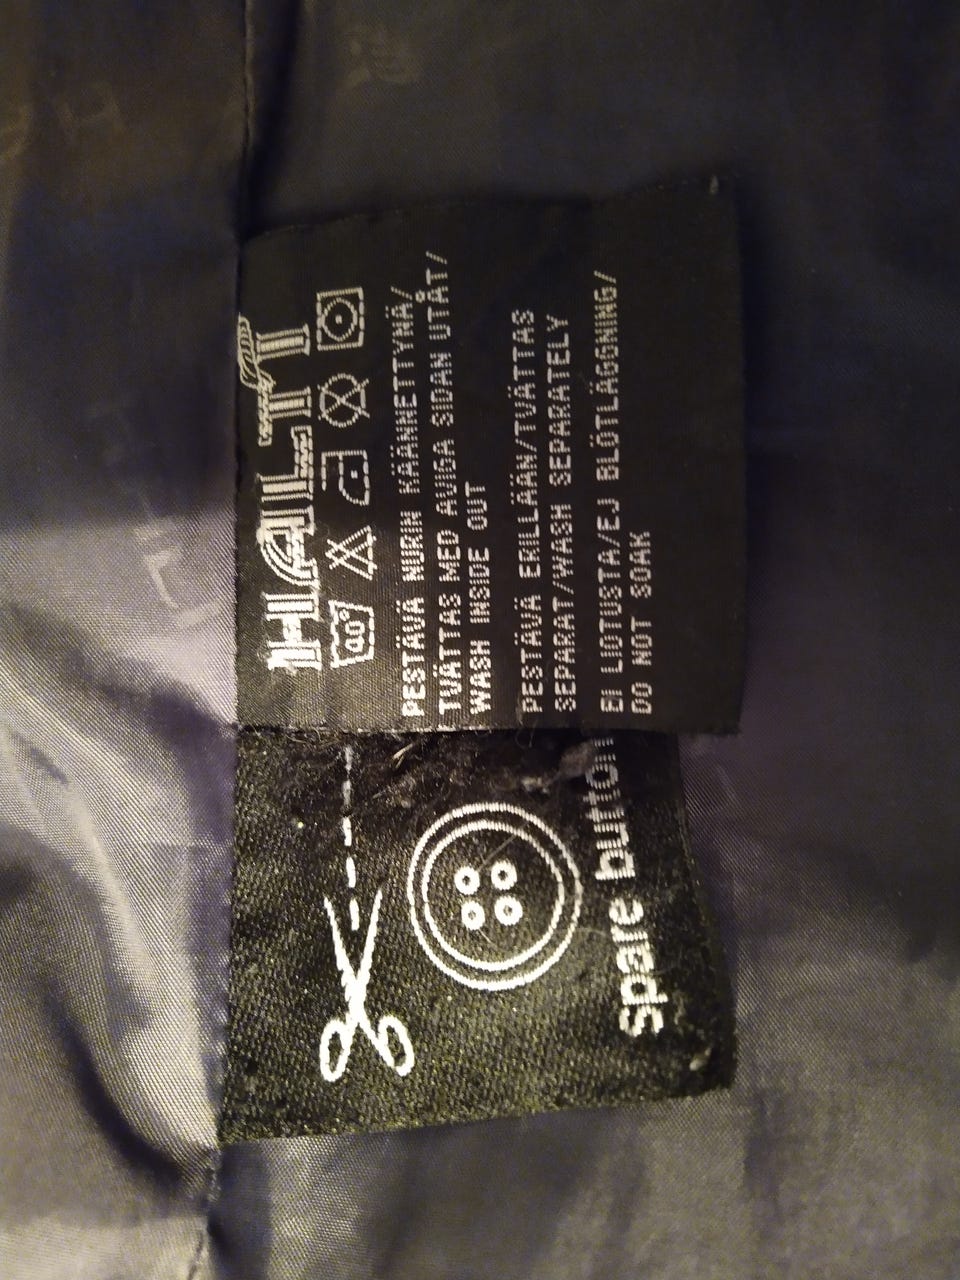 HALTI
40°
PESTÄVÄ NURIN KÄÄNNETTYNÄ/
TVÄTTAS MED AVIGA SIDAN UTÅT/
WASH INSIDE OUT
PESTÄVÄ ERILLÄÄN/TVÄTTAS
SEPARAT/WASH SEPARATELY
EI LIOTUSTA/EJ BLÖTLÄGGNING/
DO NOT SOAK
Spare button